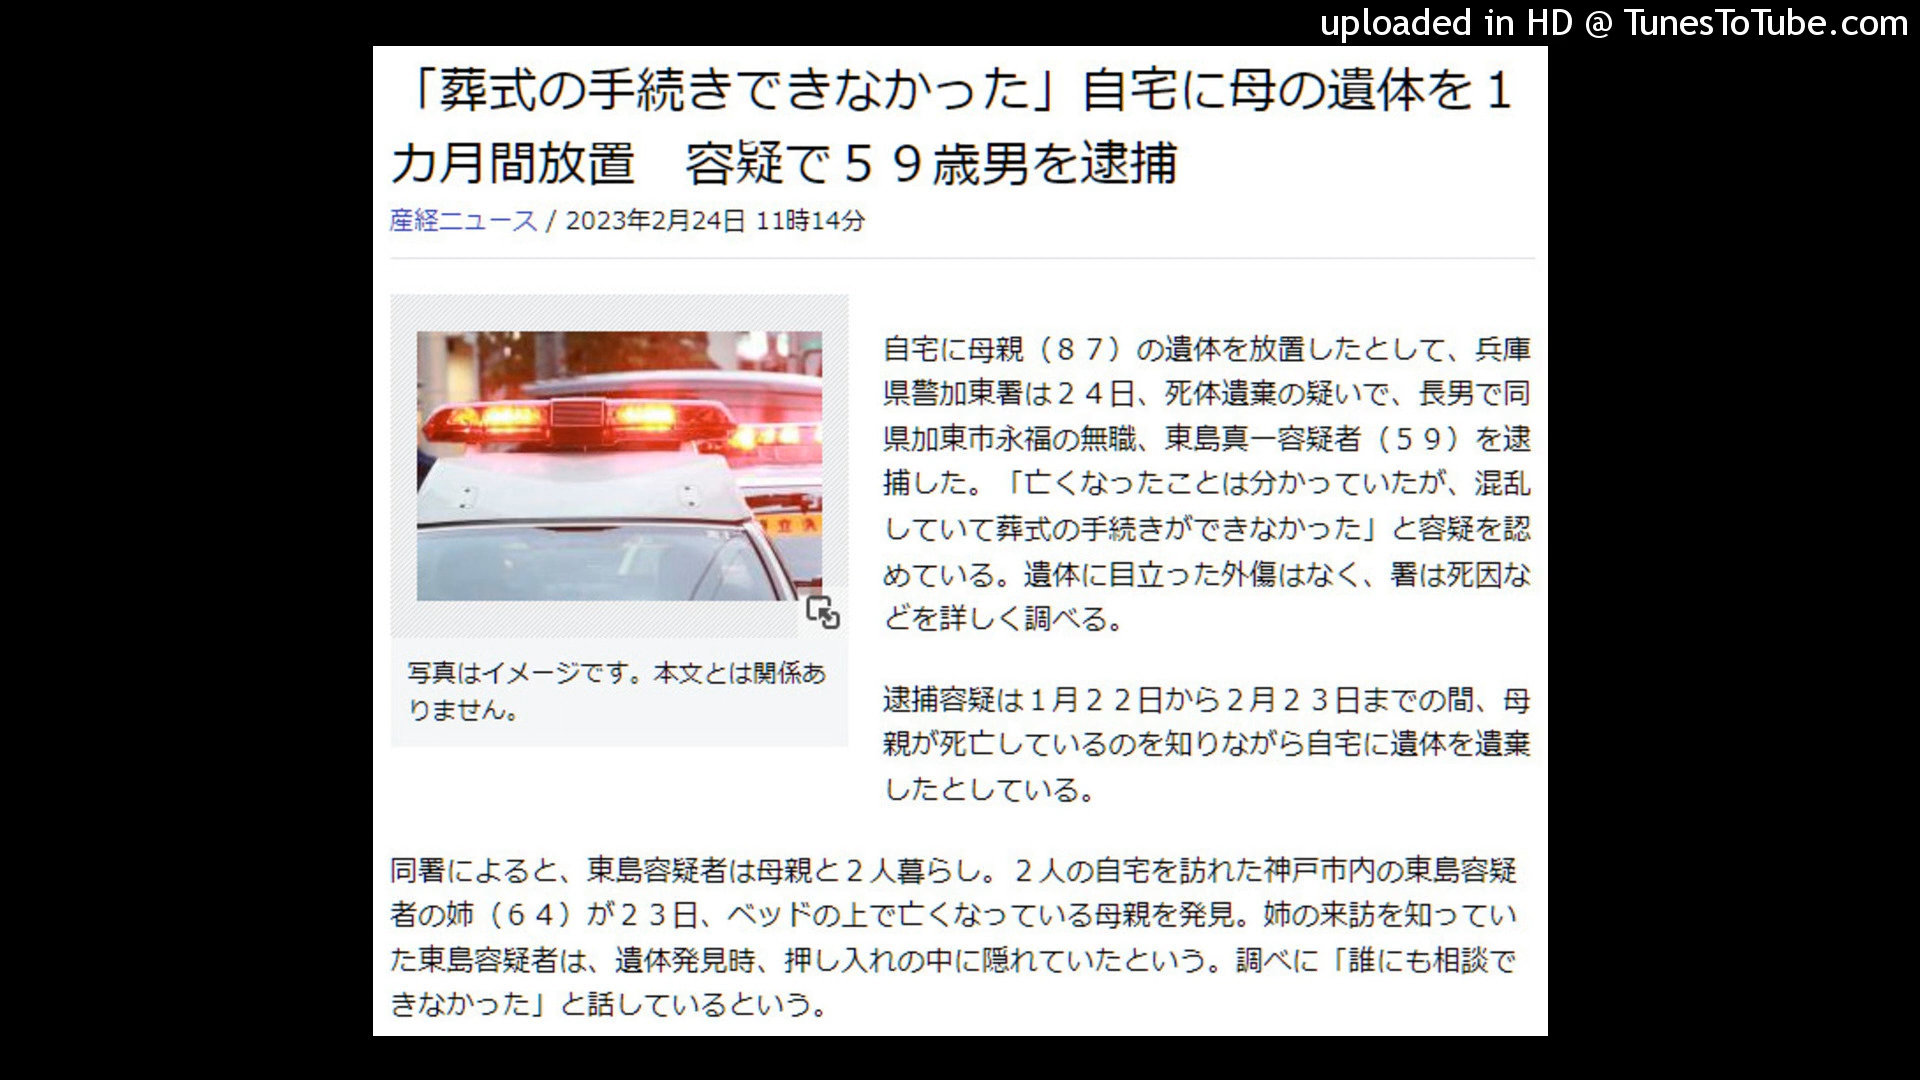 uploaded in HD @ TunesToTube.com
「葬式の手続きできなかった」自宅に母の遺体を１
カ月間放置　容疑で５９歳男を逮捕
産経ニュース / 2023年2月24日 11時14分
自宅に母親（８７）の遺体を放置したとして、兵庫
県警加東署は２４日、死体遺棄の疑いで、長男で同
県加東市永福の無職、東島真一容疑者（５９）を逮
捕した。「亡くなったことは分かっていたが、混乱
していて葬式の手続きができなかった」と容疑を認
めている。遺体に目立った外傷はなく、署は死因な
どを詳しく調べる。
写真はイメージです。本文とは関係あ
りません。
逮捕容疑は１月２２日から２月２３日までの間、母
親が死亡しているのを知りながら自宅に遺体を遺棄
したとしている。
同署によると、東島容疑者は母親と２人暮らし。２人の自宅を訪れた神戸市内の東島容疑
者の姉（６４）が２３日、ベッドの上で亡くなっている母親を発見。姉の来訪を知ってい
た東島容疑者は、遺体発見時、押し入れの中に隠れていたという。調べに「誰にも相談で
きなかった」と話しているという。